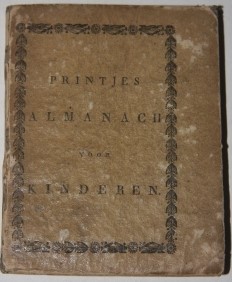 PRINTJES
ALMANACH
VOOR
KINDEREN.